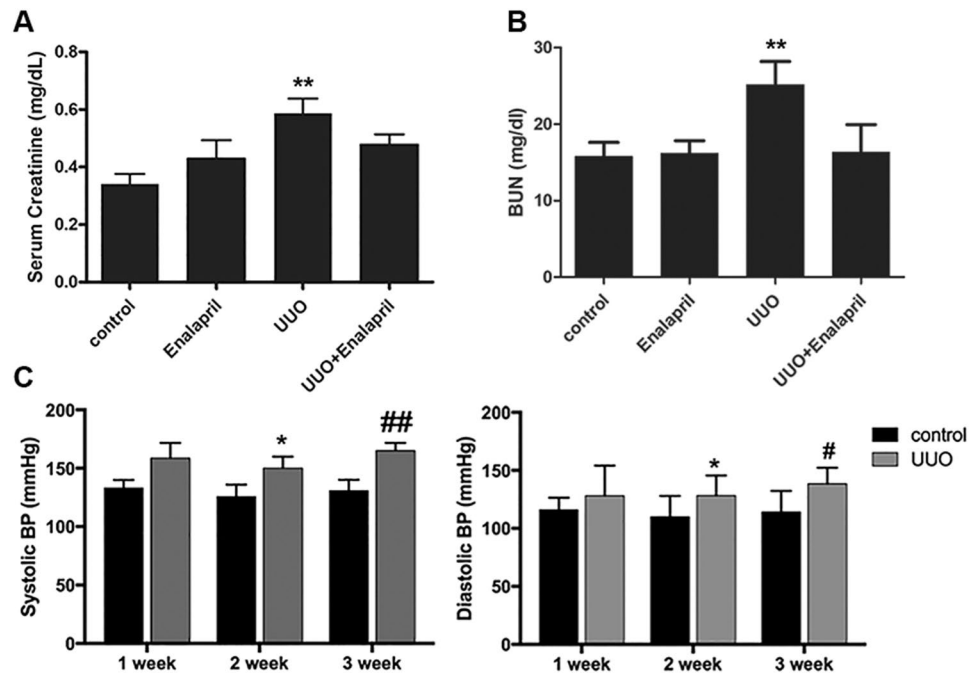 A
Serum Creatinine (mg/dL)
0.8
0.6
0.4
0.2
0.0
**
control
Enalapril
UUO
UUO+Enalapril
B
BUN (mg/dl)
30
20
10
0
**
control
Enalapril
UUO
UUO+Enalapril
C
Systolic BP (mmHg)
200
150
100
50
0
*
##
1 week
2 week
3 week
Diastolic BP (mmHg)
200
150
100
50
0
*
#
1 week
2 week
3 week
control
UUO